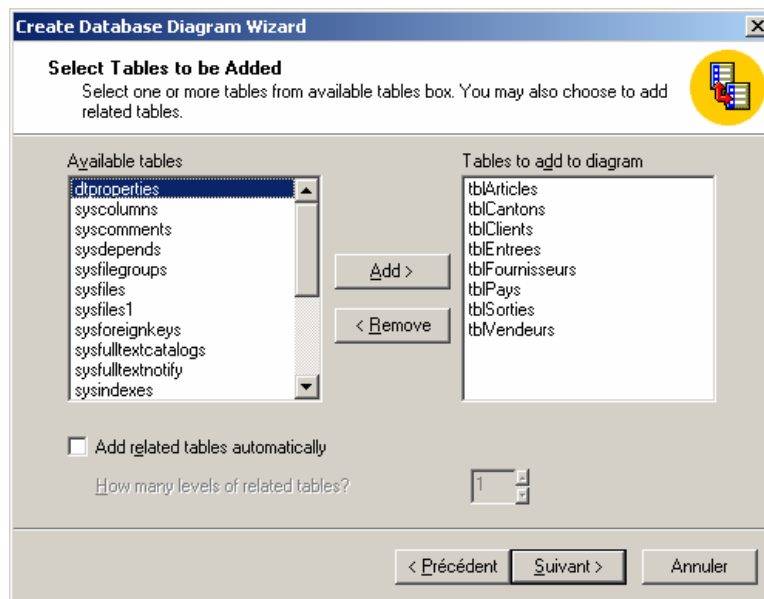 Create Database Diagram Wizard
Select Tables to be Added
Select one or more tables from available tables box. You may also choose to add
related tables.
Available tables
dtproperties
syscolumns
syscomments
sysdepends
sysfilegroups
sysfiles
sysfiles1
sysforeignkeys
sysfulltextcatalogs
sysfulltextnotify
sysindexes
Add >
< Remove
Tables to add to diagram
tblArticles
tblCantons
tblClients
tblEntrees
tblFournisseurs
tblPays
tblSorties
tblVendeurs
Add related tables automatically
How many levels of related tables?
1
< Précédent
Suivant >
Annuler